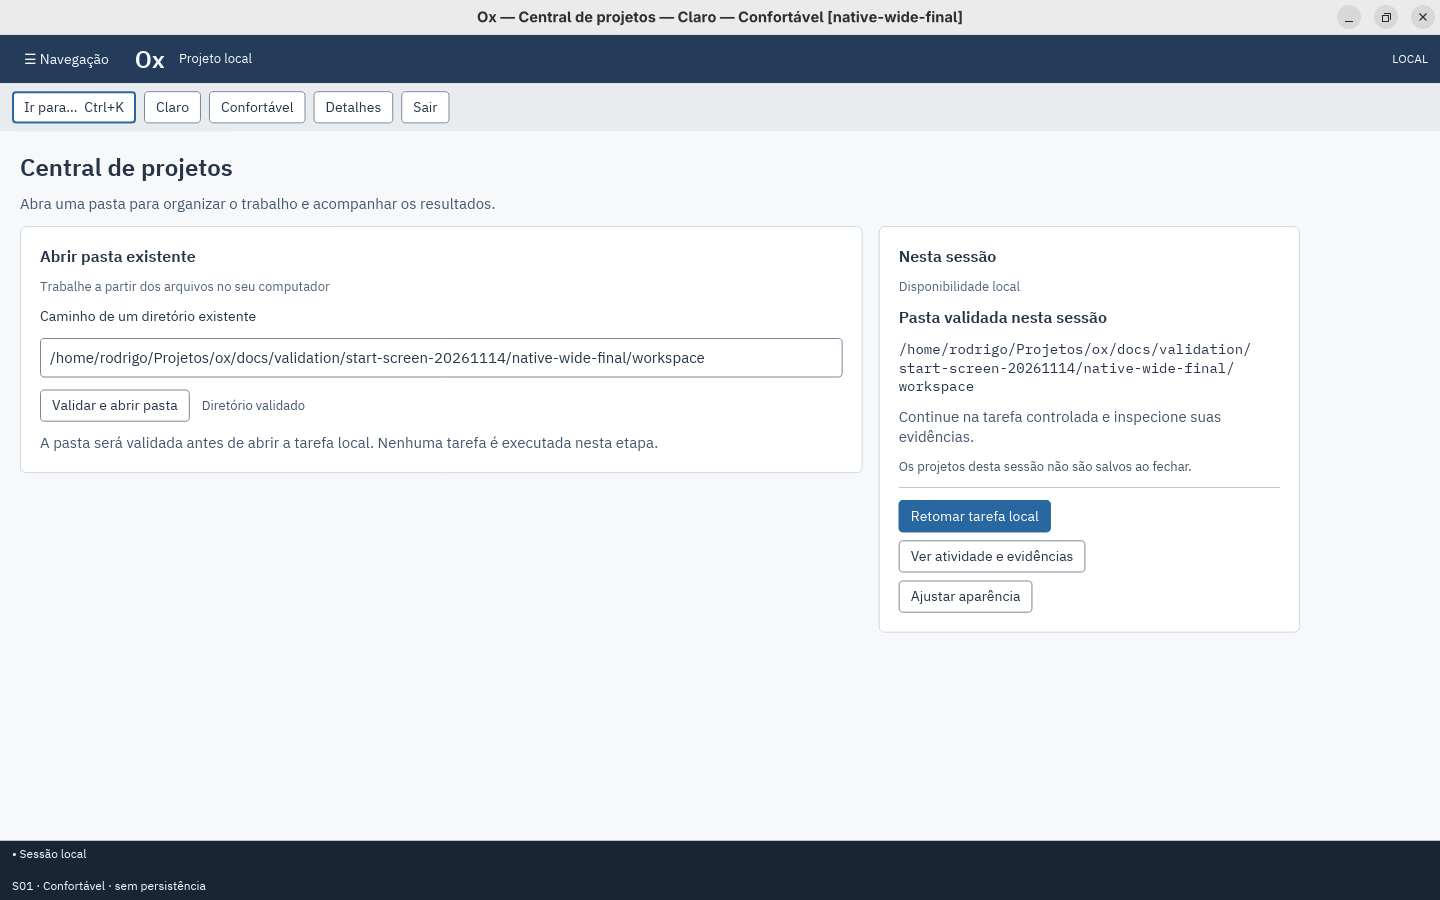 Ox — Central de projetos — Claro — Confortável [native-wide-final]
☰ Navegação
Ox
Projeto local
LOCAL
Ir para... Ctrl+K
Claro
Confortável
Detalhes
Sair
Central de projetos
Abra uma pasta para organizar o trabalho e acompanhar os resultados.
Abrir pasta existente
Trabalhe a partir dos arquivos no seu computador
Caminho de um diretório existente
/home/rodrigo/Projetos/ox/docs/validation/start-screen-20261114/native-wide-final/workspace
Validar e abrir pasta
Diretório validado
A pasta será validada antes de abrir a tarefa local. Nenhuma tarefa é executada nesta etapa.
Nesta sessão
Disponibilidade local
Pasta validada nesta sessão
/home/rodrigo/Projetos/ox/docs/validation/
start-screen-20261114/native-wide-final/
workspace
Continue na tarefa controlada e inspecione suas
evidências.
Os projetos desta sessão não são salvos ao fechar.
Retomar tarefa local
Ver atividade e evidências
Ajustar aparência
• Sessão local
S01 · Confortável · sem persistência